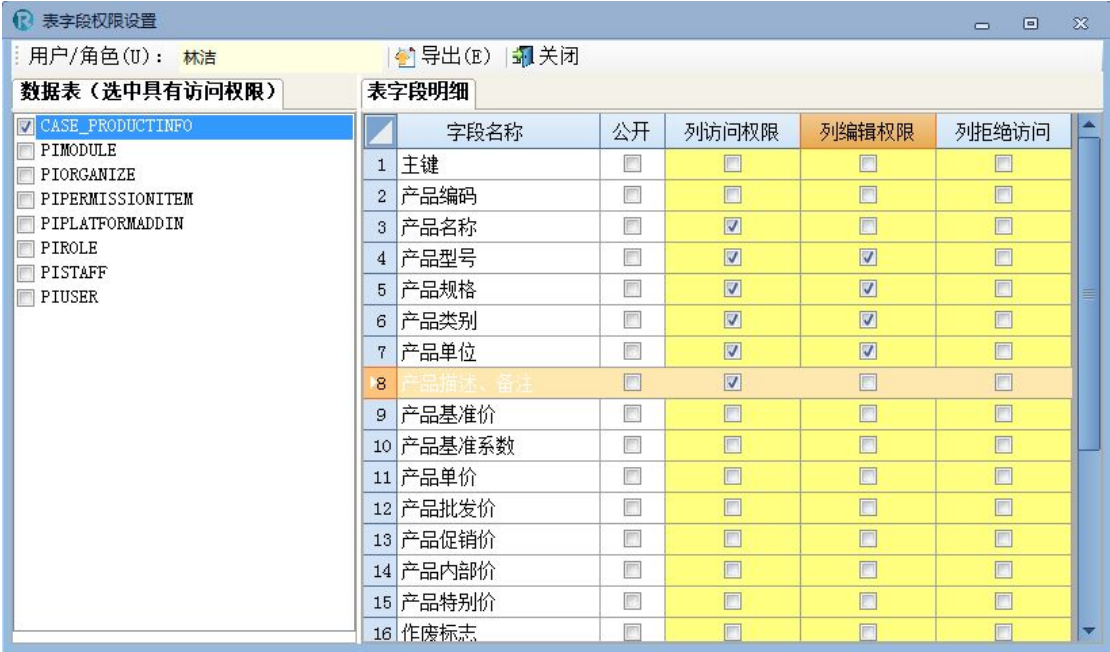 表字段权限设置
用户/角色(U): 林洁 导出(E) 关闭
数据表（选中具有访问权限）
CASE_PRODUCTINFO
PIMODULE
PIORGANIZE
PIPERMISSIONITEM
PIPLATFORMADDIN
PIROLE
PISTAFF
PIUSER
表字段明细
字段名称 公开 列访问权限 列编辑权限 列拒绝访问
1 主键
2 产品编码
3 产品名称
4 产品型号
5 产品规格
6 产品类别
7 产品单位
8 产品描述、备注
9 产品基准价
10 产品基准系数
11 产品单价
12 产品批发价
13 产品促销价
14 产品内部价
15 产品特别价
16 作废标志